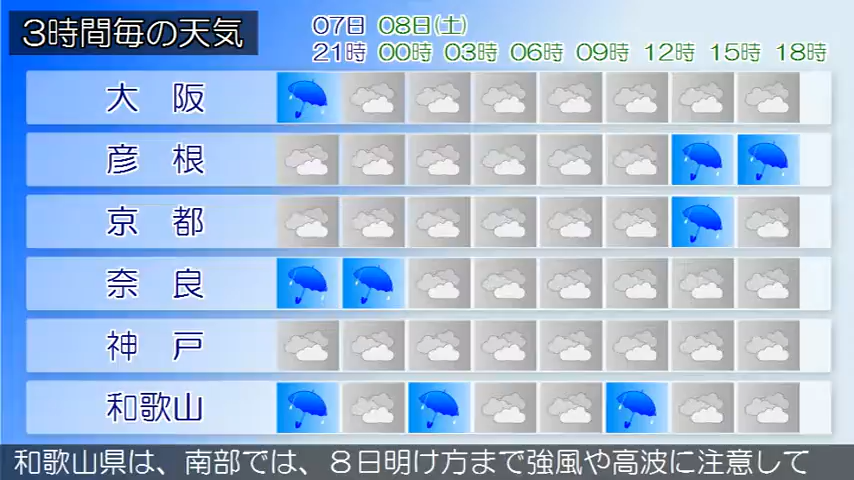 3時間毎の天気
07日 08日(土)
21時 00時 03時 06時 09時 12時 15時 18時
大 阪
彦 根
京 都
奈 良
神 戸
和歌山
和歌山県は、南部では、８日明け方まで強風や高波に注意して